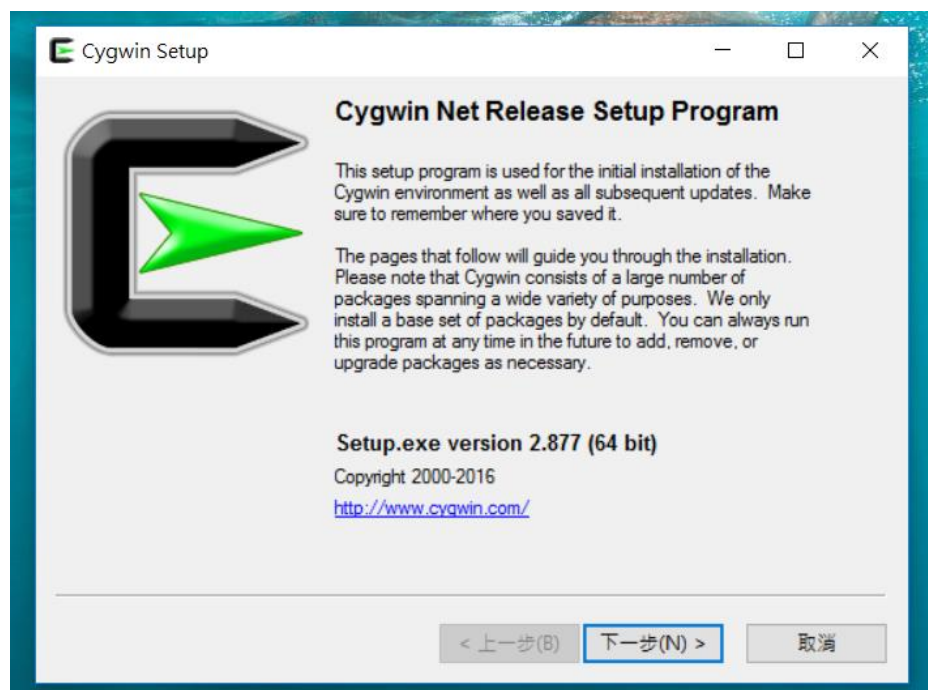 Cygwin Setup
Cygwin Net Release Setup Program
This setup program is used for the initial installation of the
Cygwin environment as well as all subsequent updates.  Make
sure to remember where you saved it.
The pages that follow will guide you through the installation.
Please note that Cygwin consists of a large number of
packages spanning a wide variety of purposes.  We only
install a base set of packages by default.  You can always run
this program at any time in the future to add, remove, or
upgrade packages as necessary.
Setup.exe version 2.877 (64 bit)
Copyright 2000-2016
http://www.cygwin.com/
< 上一步(B) 下一步(N) > 取消